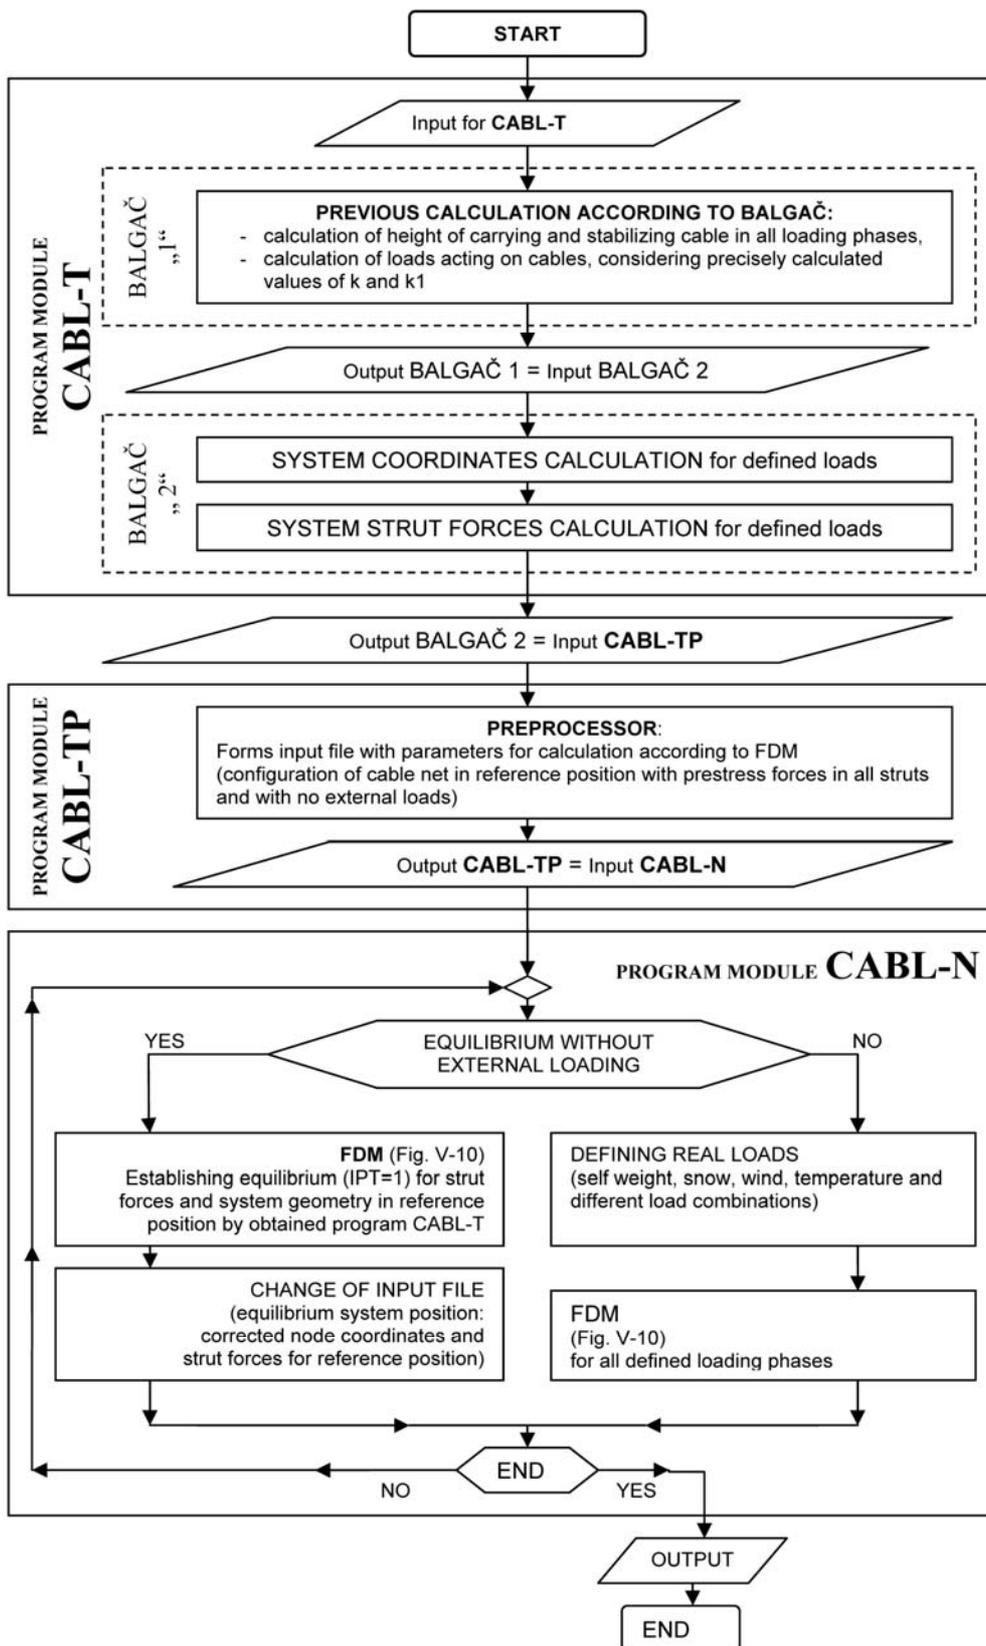 START
PROGRAM MODULE
CABL-T
Input for CABL-T
BALGAČ
„1“
PREVIOUS CALCULATION ACCORDING TO BALGAČ:
- calculation of height of carrying and stabilizing cable in all loading phases,
- calculation of loads acting on cables, considering precisely calculated
values of k and k1
Output BALGAČ 1 = Input BALGAČ 2
BALGAČ
„2“
SYSTEM COORDINATES CALCULATION for defined loads
SYSTEM STRUT FORCES CALCULATION for defined loads
Output BALGAČ 2 = Input CABL-TP
PROGRAM MODULE
CABL-TP
PREPROCESSOR:
Forms input file with parameters for calculation according to FDM
(configuration of cable net in reference position with prestress forces in all struts
and with no external loads)
Output CABL-TP = Input CABL-N
PROGRAM MODULE CABL-N
YES
EQUILIBRIUM WITHOUT
EXTERNAL LOADING
NO
FDM (Fig. V-10)
Establishing equilibrium (IPT=1) for strut
forces and system geometry in reference
position by obtained program CABL-T
DEFINING REAL LOADS
(self weight, snow, wind, temperature and
different load combinations)
CHANGE OF INPUT FILE
(equilibrium system position:
corrected node coordinates and
strut forces for reference position)
FDM
(Fig. V-10)
for all defined loading phases
END
NO
YES
OUTPUT
END